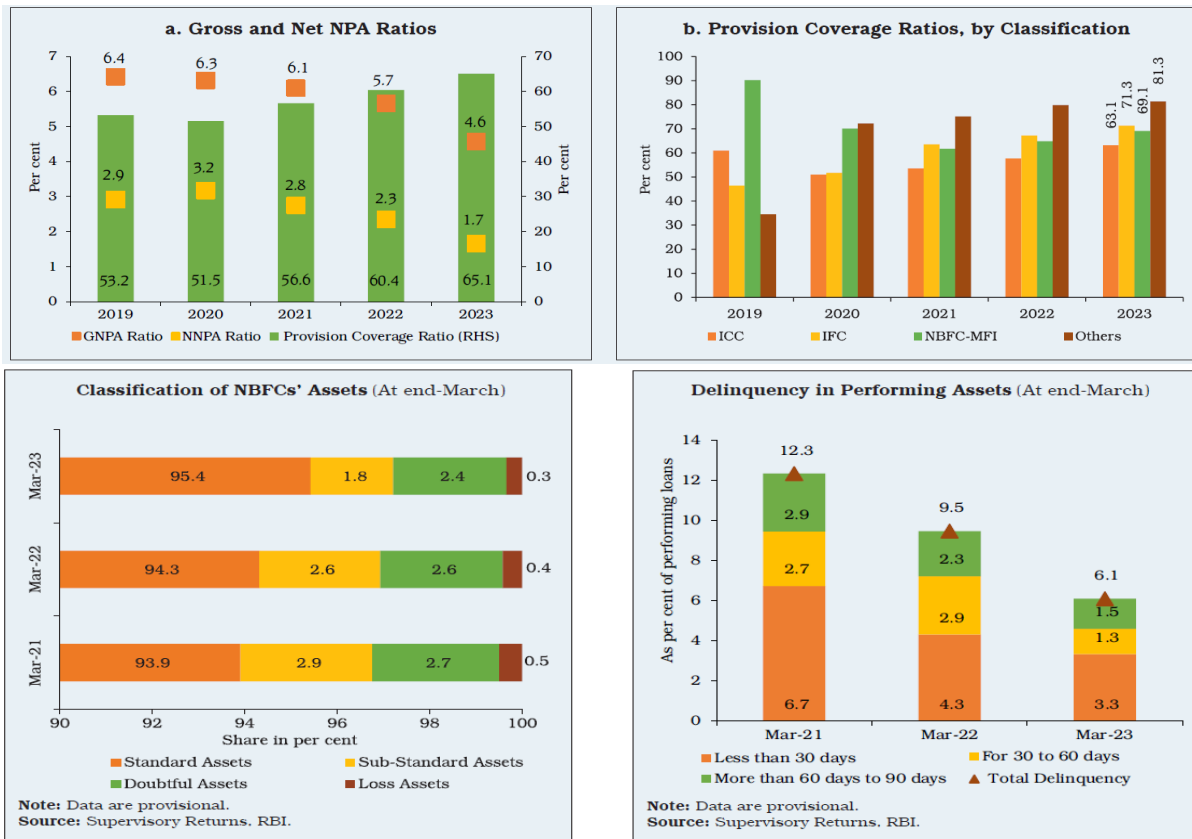 a. Gross and Net NPA Ratios
7
6
5
4
3
2
1
0
Per cent
70
60
50
40
30
20
10
0
Per cent
6.4
6.3
6.1
5.7
4.6
2.9
3.2
2.8
2.3
1.7
53.2
51.5
56.6
60.4
65.1
2019
2020
2021
2022
2023
GNPA Ratio
NNPA Ratio
Provision Coverage Ratio (RHS)
b. Provision Coverage Ratios, by Classification
100
90
80
70
60
50
40
30
20
10
0
Per cent
63.1
71.3
69.1
81.3
2019
2020
2021
2022
2023
ICC
IFC
NBFC-MFI
Others
Classification of NBFCs' Assets (At end-March)
Mar-23
95.4
1.8
2.4
0.3
Mar-22
94.3
2.6
2.6
0.4
Mar-21
93.9
2.9
2.7
0.5
90
92
94
96
98
100
Share in per cent
Standard Assets
Sub-Standard Assets
Doubtful Assets
Loss Assets
Note: Data are provisional.
Source: Supervisory Returns, RBI.
Delinquency in Performing Assets (At end-March)
As per cent of performing loans
14
12
10
8
6
4
2
0
12.3
2.9
2.7
6.7
9.5
2.3
2.9
4.3
6.1
1.5
1.3
3.3
Mar-21
Mar-22
Mar-23
Less than 30 days
For 30 to 60 days
More than 60 days to 90 days
Total Delinquency
Note: Data are provisional.
Source: Supervisory Returns, RBI.